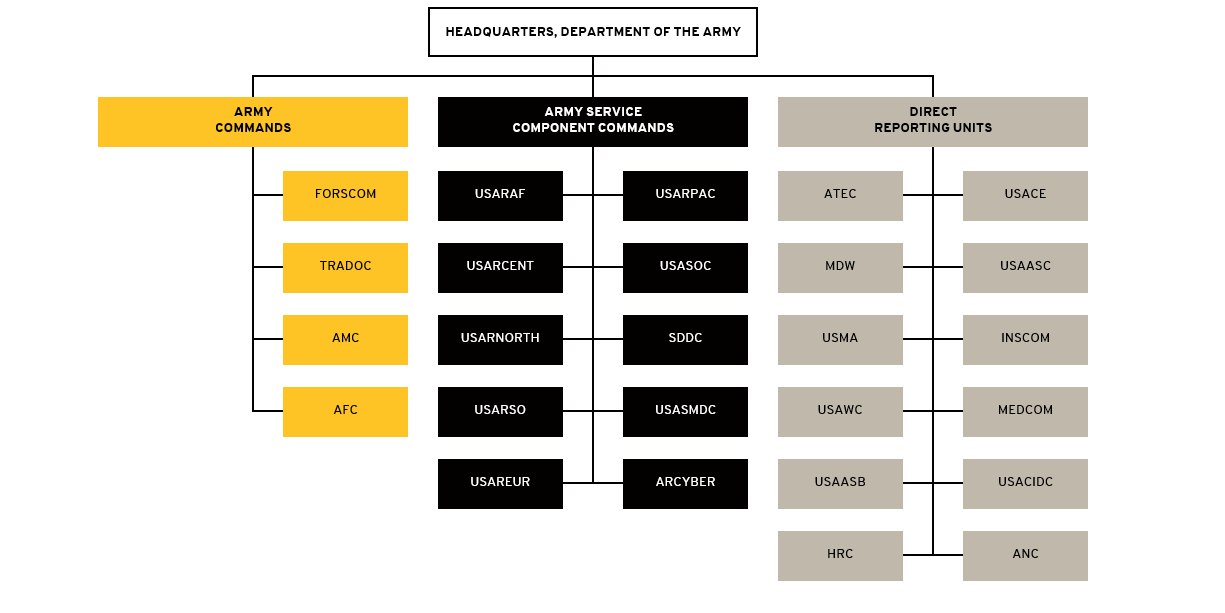 HEADQUARTERS, DEPARTMENT OF THE ARMY
ARMY
COMMANDS
FORSCOM
TRADOC
AMC
AFC
ARMY SERVICE
COMPONENT COMMANDS
USARAF
USARPAC
USARCENT
USASOC
USARNORTH
SDDC
USARSO
USASMDC
USAREUR
ARCYBER
DIRECT
REPORTING UNITS
ATEC
USACE
MDW
USAASC
USMA
INSCOM
USAWC
MEDCOM
USAASB
USACIDC
HRC
ANC